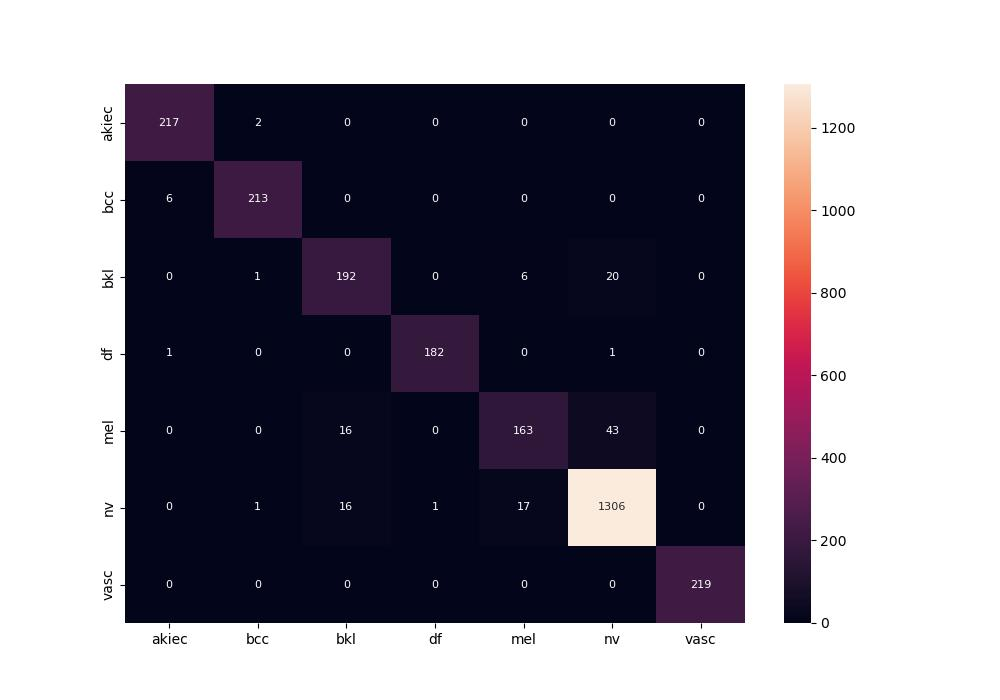 akiec 217 2 0 0 0 0 0
bcc 6 213 0 0 0 0 0
bkl 0 1 192 0 6 20 0
df 1 0 0 182 0 1 0
mel 0 0 16 0 163 43 0
nv 0 1 16 1 17 1306 0
vasc 0 0 0 0 0 0 219
akiec bcc bkl df mel nv vasc
1200
1000
800
600
400
200
0